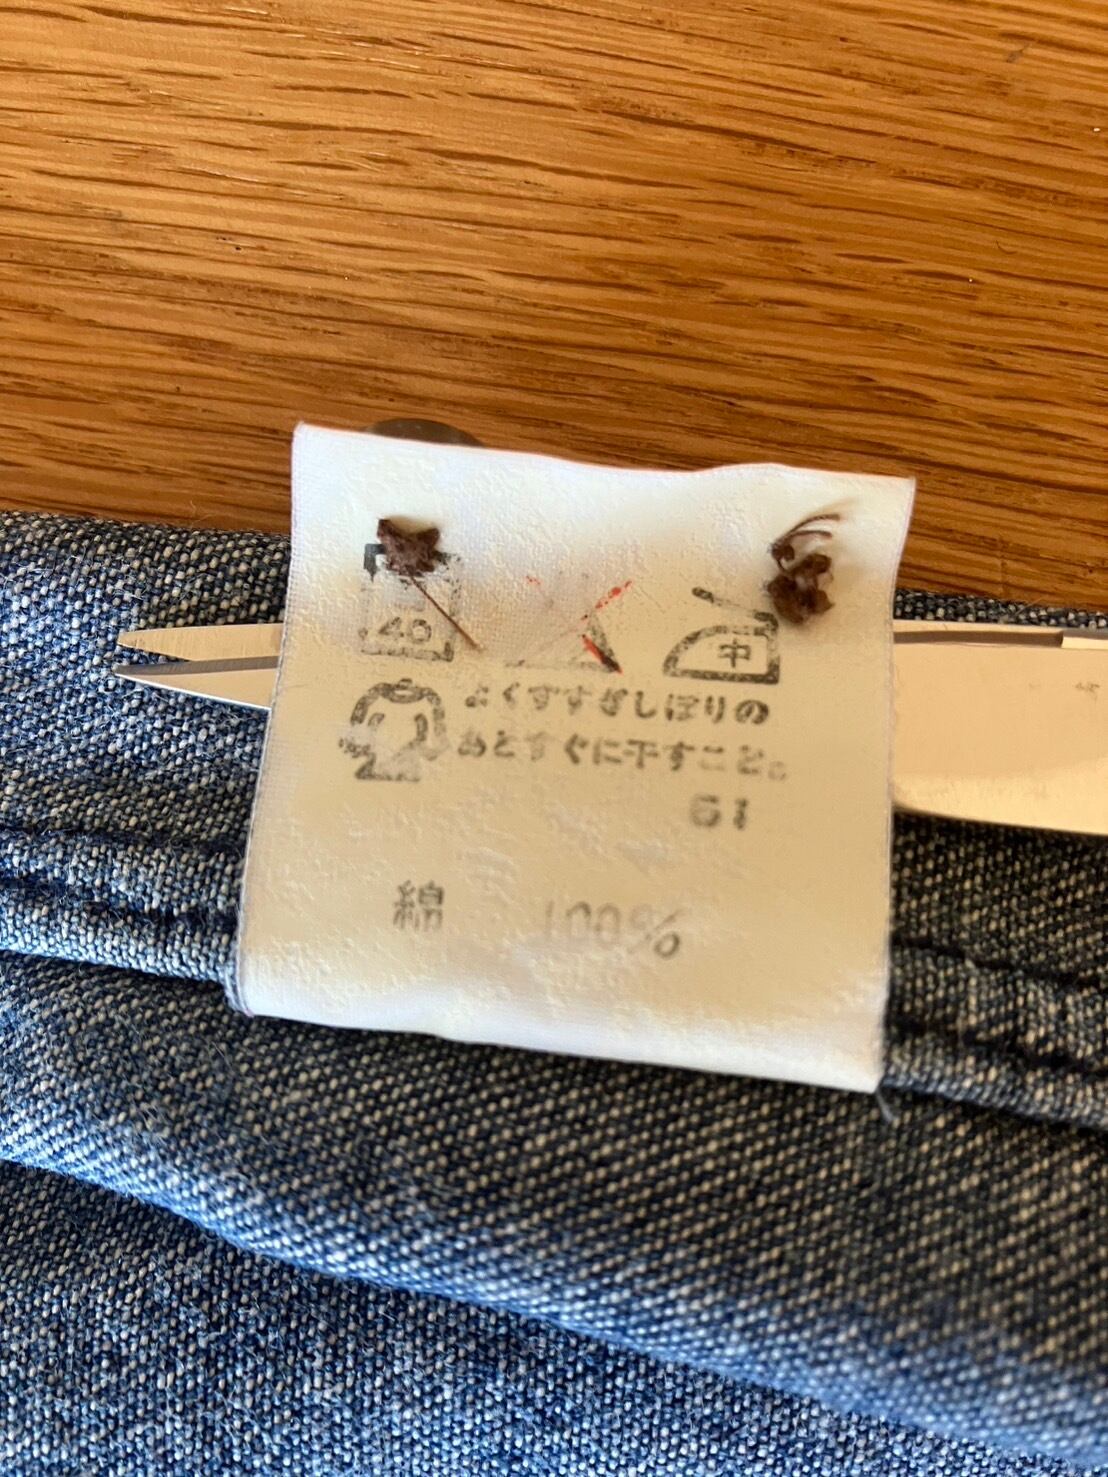 40
中
よくすすぎしぼりの
あとすぐに干すこと。
61
綿 100%